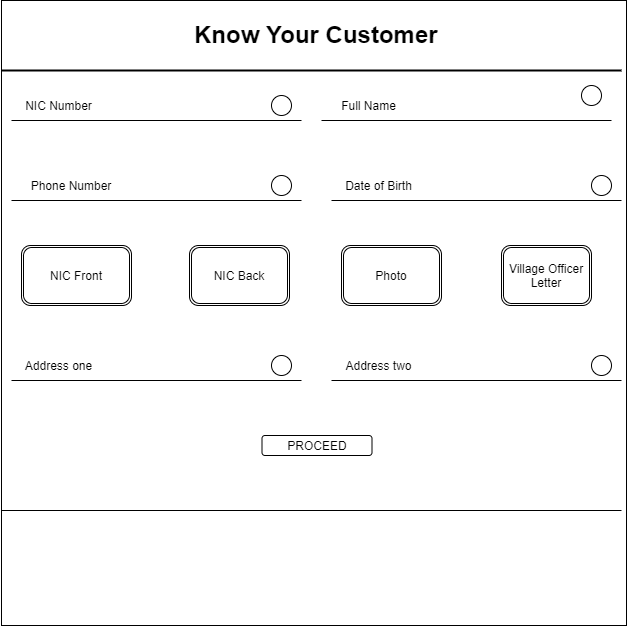 Know Your Customer
NIC Number
Full Name
Phone Number
Date of Birth
NIC Front
NIC Back
Photo
Village Officer
Letter
Address one
Address two
PROCEED